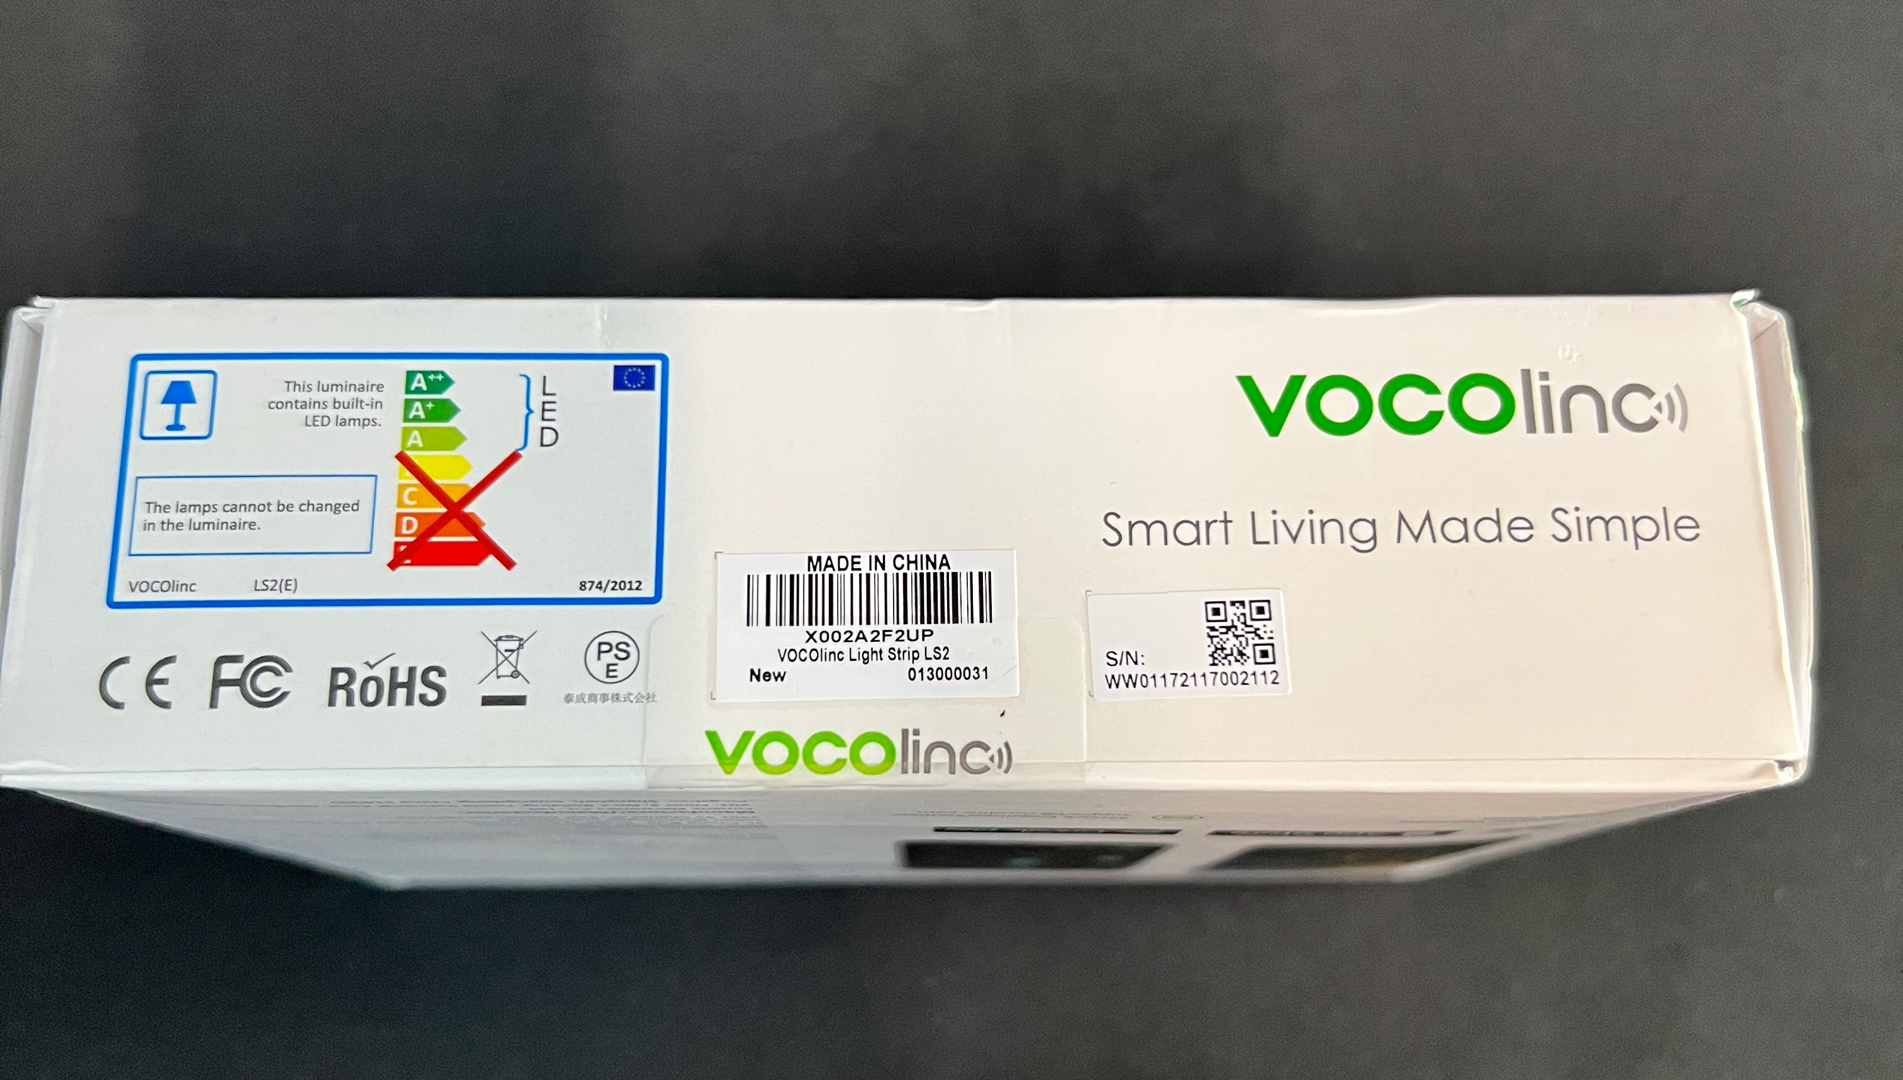 This luminaire
contains built-in
LED lamps.
A++
A+
A
C
D
LED
The lamps cannot be changed
in the luminaire.
VOCOlinc LS2(E) 874/2012
CE FC RoHS PSE
泰成商事株式会社
MADE IN CHINA
X002A2F2UP
VOCOlinc Light Strip LS2
New 013000031
vocolinc
vocolinc
Smart Living Made Simple
S/N:
WW01172117002112